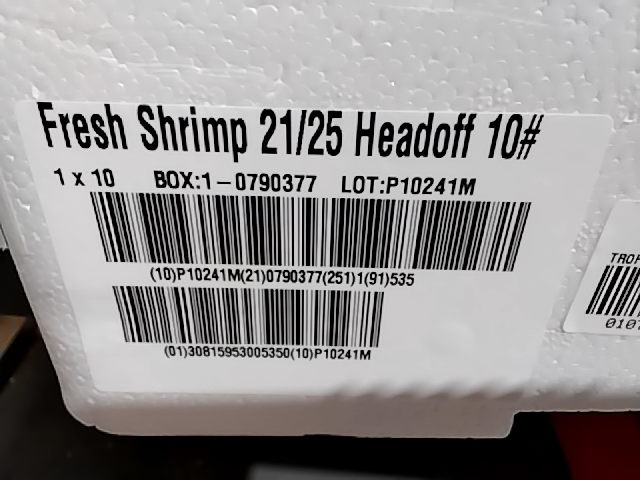 Fresh Shrimp 21/25 Headoff 10#
1 x 10 BOX:1-0790377 LOT:P10241M
(10)P10241M(21)0790377(251)1(91)535
(01)30815953005350(10)P10241M